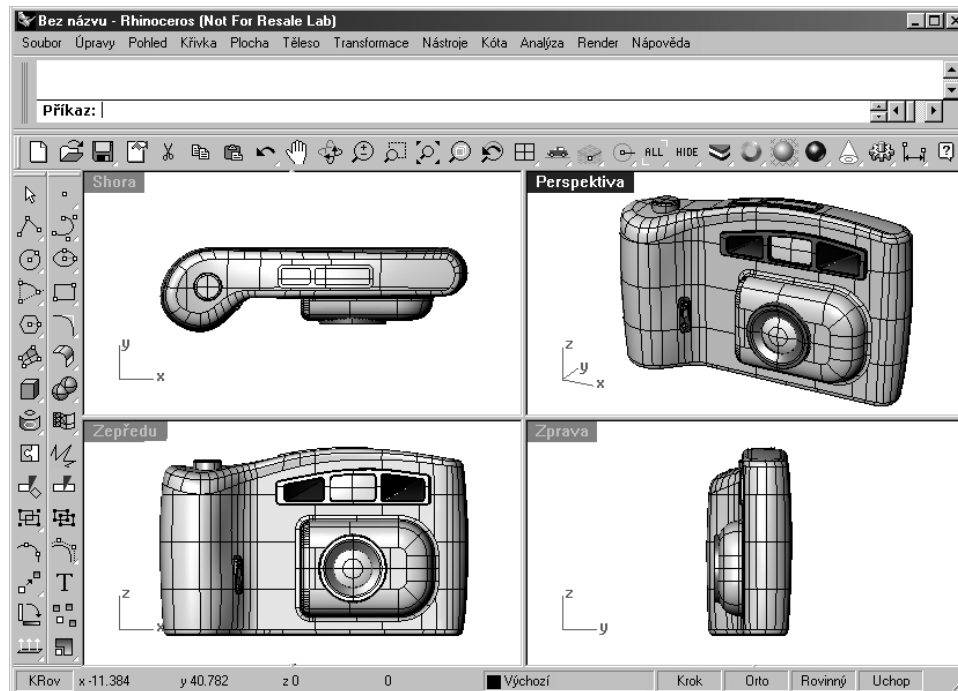 Bez názvu - Rhinoceros (Not For Resale Lab)
Soubor Úpravy Pohled Křivka Plocha Těleso Transformace Nástroje Kóta Analýza Render Nápověda
Příkaz:
ALL HIDE
Shora
Perspektiva
y
x
z
y
x
Zepředu
Zprava
T
z
x
z
y
KRov x -11.384 y 40.782 z 0 0 Výchozí Krok Orto Rovinný Uchop